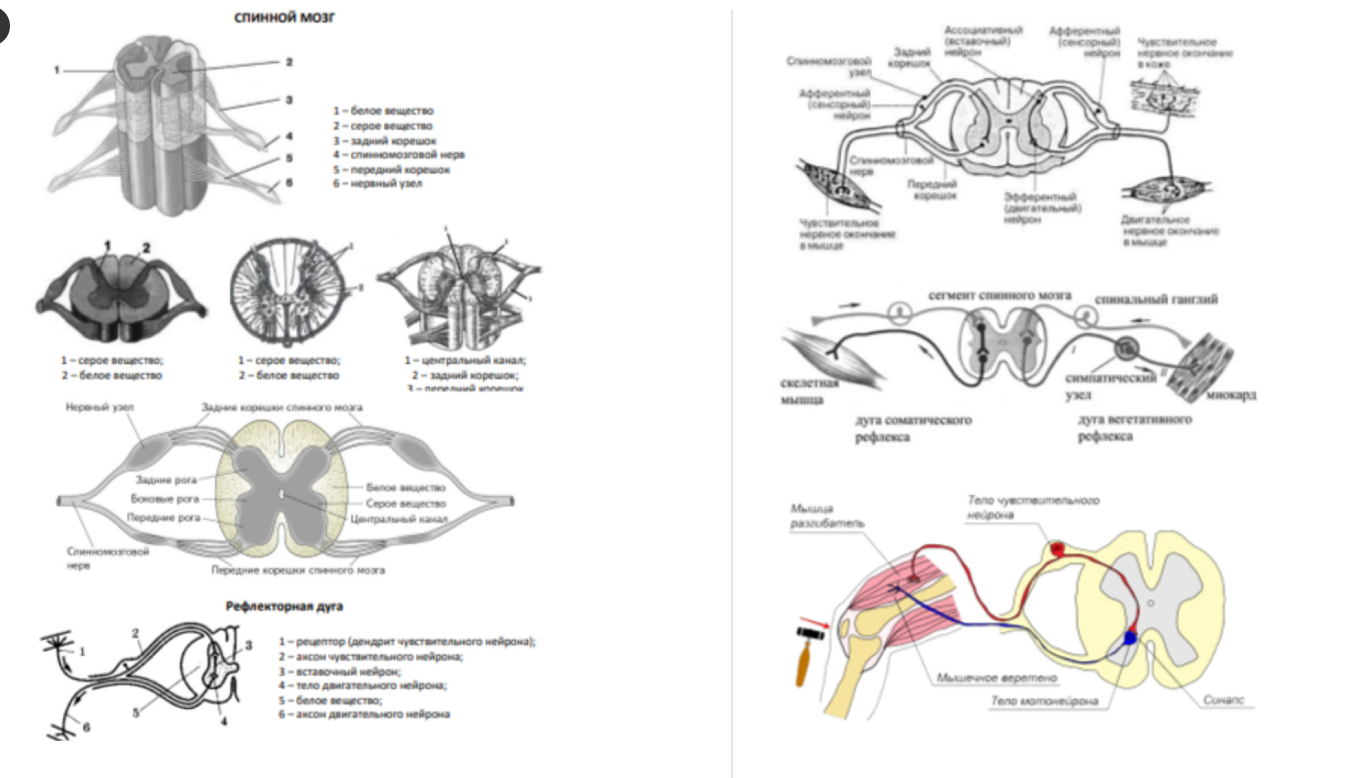 СПИННОЙ МОЗГ
1
2
3
4
5
6
1 – белое вещество
2 – серое вещество
3 – задний корешок
4 – спинномозговой нерв
5 – передний корешок
6 – нервный узел
1
2
1 – серое вещество;
2 – белое вещество
1 – серое вещество;
2 – белое вещество
1 – центральный канал;
2 – задний корешок;
3 – передний корешок
Нервный узел
Задние корешки спинного мозга
Задние рога
Боковые рога
Передние рога
Белое вещество
Серое вещество
Центральный канал
Спинномозговой
нерв
Передние корешки спинного мозга
Рефлекторная дуга
1
2
3
4
5
6
1 – рецептор (дендрит чувствительного нейрона);
2 – аксон чувствительного нейрона;
3 – вставочный нейрон;
4 – тело двигательного нейрона;
5 – белое вещество;
6 – аксон двигательного нейрона
Ассоциативный
(вставочный)
нейрон
Афферентный
(сенсорный)
нейрон
Чувствительное
нервное окончание
в коже
Задний
корешок
Спинномозговой
узел
Афферентный
(сенсорный)
нейрон
Спинномозговой
нерв
Передний
корешок
Эфферентный
(двигательный)
нейрон
Чувствительное
нервное окончание
в мышце
Двигательное
нервное окончание
в мышце
сегмент спинного мозга
спинальный ганглий
I
II
скелетная
мышца
симпатический
узел
миокард
дуга соматического
рефлекса
дуга вегетативного
рефлекса
Мышца
разгибатель
Тело чувствительного
нейрона
Мышечное веретено
Тело мотонейрона
Синапс